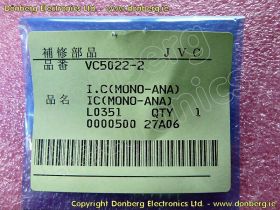 Donberg Electronics Ltd. - www.donberg.ie
補修部品 JVC
品番 VC5022-2
I.C(MONO-ANA)
品名 IC(MONO-ANA)
L0351 QTY 1
0000500 27A06
Donberg Electronics Ltd. - www.donberg.ie